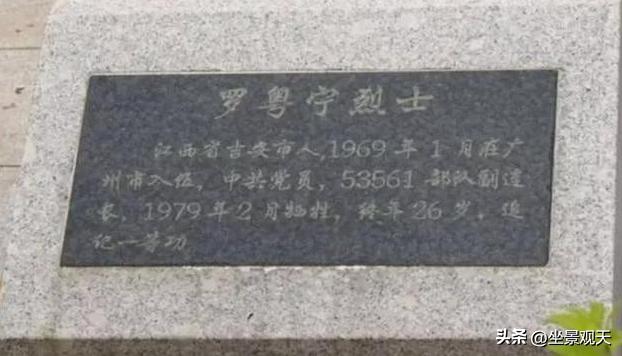 罗粤宁烈士
江西省吉安市人,1969年1月在广
州市入伍，中共党员，53561部队副连
长，1979年2月牺牲，终年26岁。追
记一等功
头条 @坐景观天